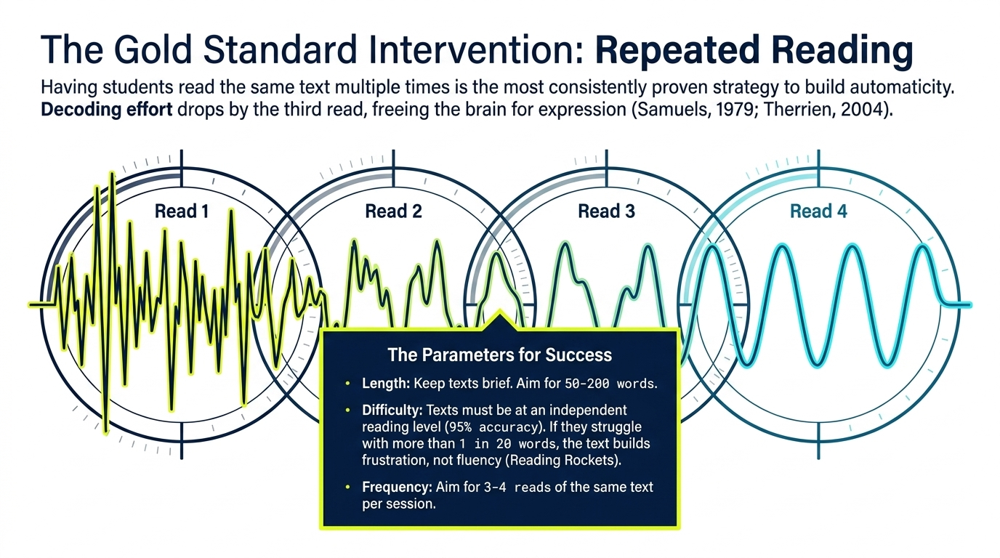 The Gold Standard Intervention: Repeated Reading
Having students read the same text multiple times is the most consistently proven strategy to build automaticity.
Decoding effort drops by the third read, freeing the brain for expression (Samuels, 1979; Therrien, 2004).
Read 1
Read 2
Read 3
Read 4
The Parameters for Success
• Length: Keep texts brief. Aim for 50–200 words.
• Difficulty: Texts must be at an independent
reading level (95% accuracy). If they struggle
with more than 1 in 20 words, the text builds
frustration, not fluency (Reading Rockets).
• Frequency: Aim for 3–4 reads of the same text
per session.